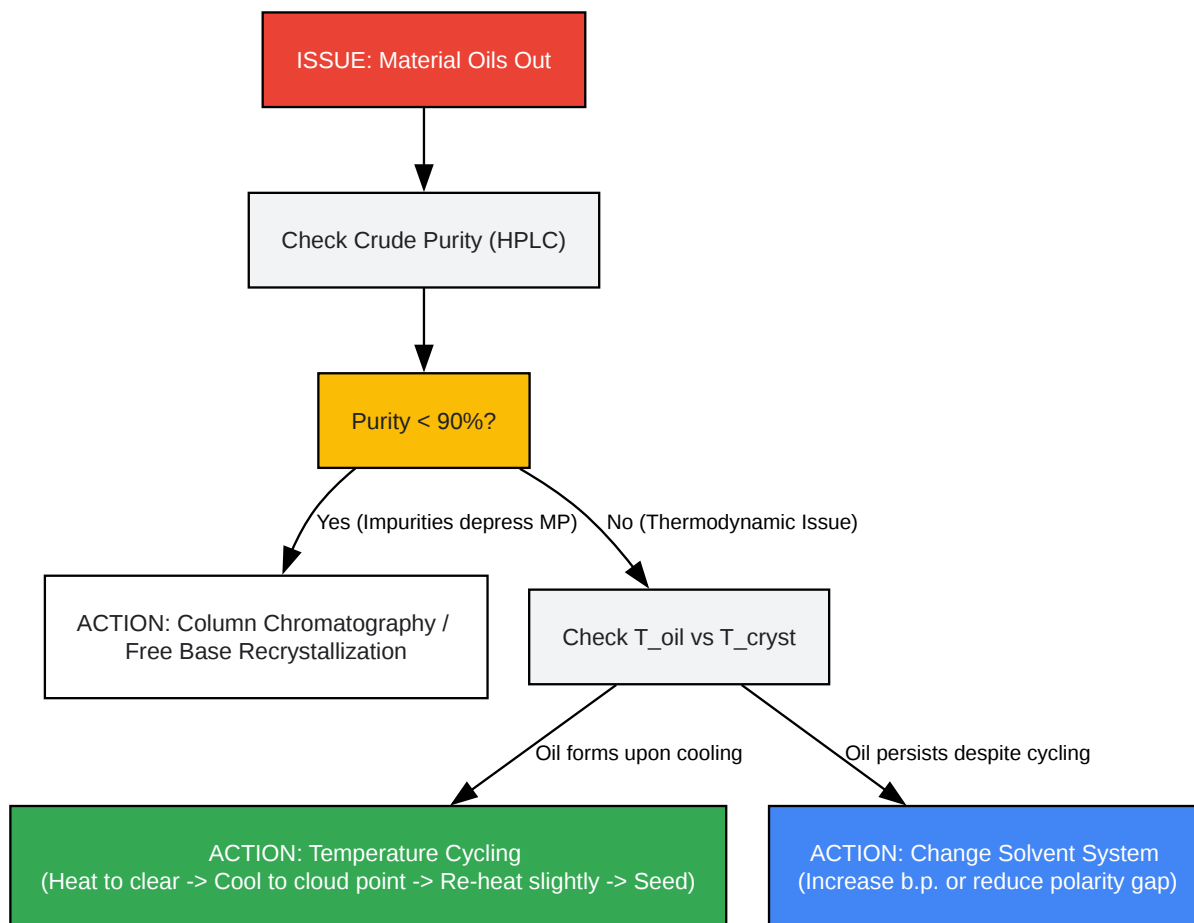 ISSUE: Material Oils Out
Check Crude Purity (HPLC)
Purity < 90%?
Yes (Impurities depress MP)
No (Thermodynamic Issue)
ACTION: Column Chromatography /
Free Base Recrystallization
Check T_oil vs T_cryst
Oil forms upon cooling
Oil persists despite cycling
ACTION: Temperature Cycling
(Heat to clear -> Cool to cloud point -> Re-heat slightly -> Seed)
ACTION: Change Solvent System
(Increase b.p. or reduce polarity gap)